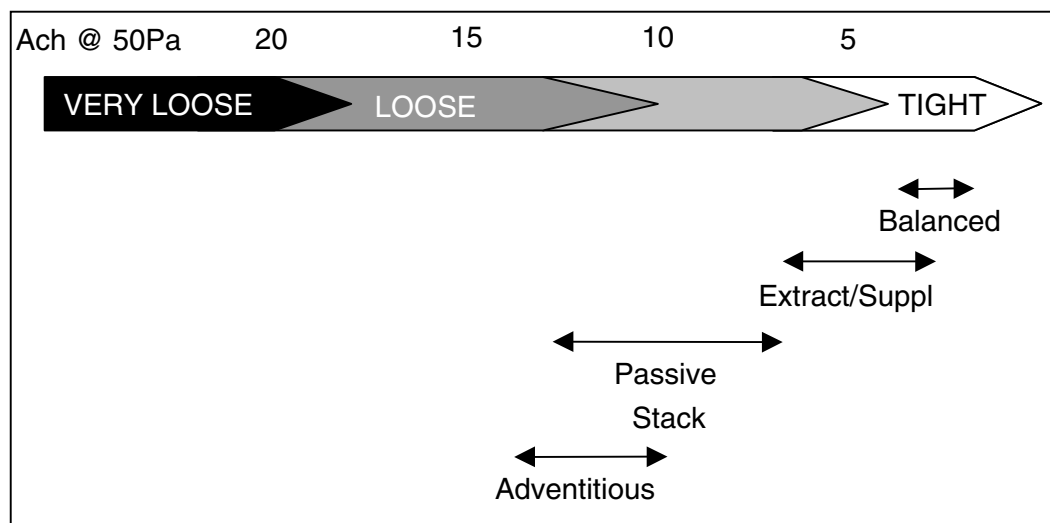 Ach @ 50Pa 20 15 10 5
VERY LOOSE LOOSE TIGHT
Balanced
Extract/Suppl
Passive
Stack
Adventitious